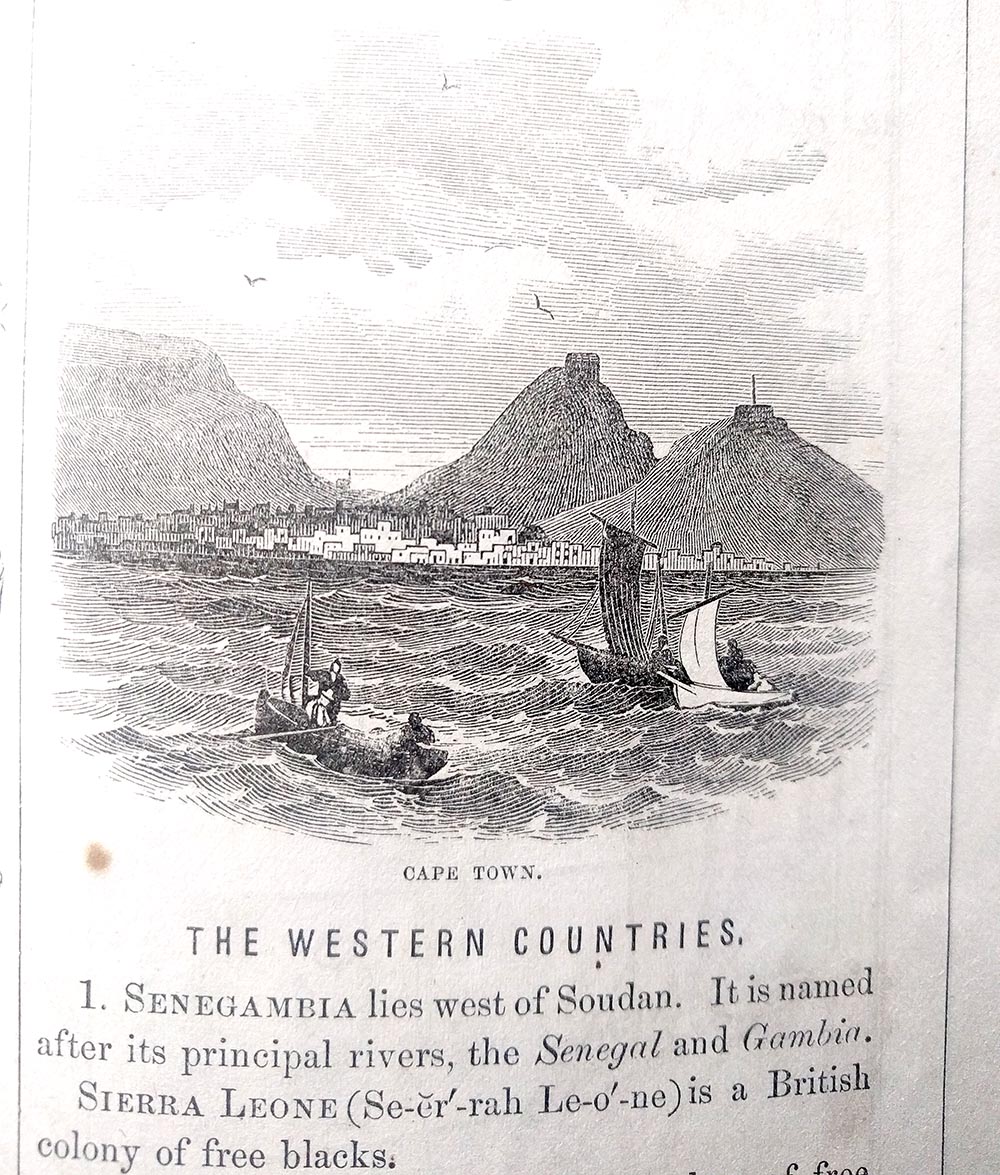 CAPE TOWN.
THE WESTERN COUNTRIES.
1. SENEGAMBIA lies west of Soudan. It is named
after its principal rivers, the Senegal and Gambia.
SIERRA LEONE (Se-ĕr′-rah Le-o′-ne) is a British
colony of free blacks.
of free